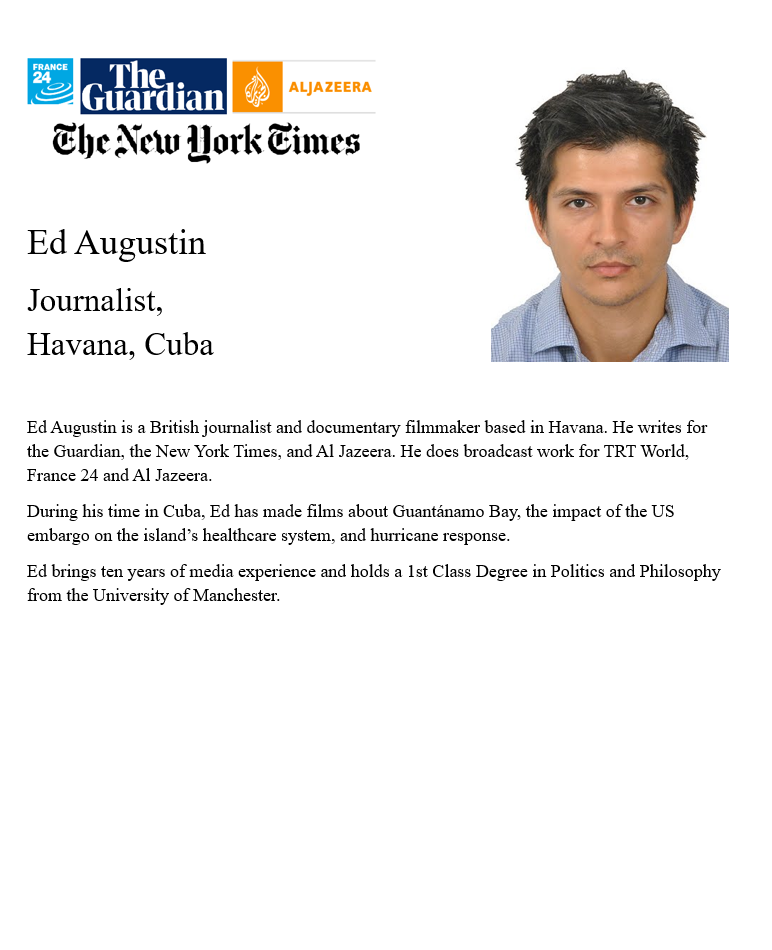 FRANCE
24
The
Guardian
ALJAZEERA
The New York Times
Ed Augustin
Journalist,
Havana, Cuba
Ed Augustin is a British journalist and documentary filmmaker based in Havana. He writes for
the Guardian, the New York Times, and Al Jazeera. He does broadcast work for TRT World,
France 24 and Al Jazeera.
During his time in Cuba, Ed has made films about Guantánamo Bay, the impact of the US
embargo on the island’s healthcare system, and hurricane response.
Ed brings ten years of media experience and holds a 1st Class Degree in Politics and Philosophy
from the University of Manchester.